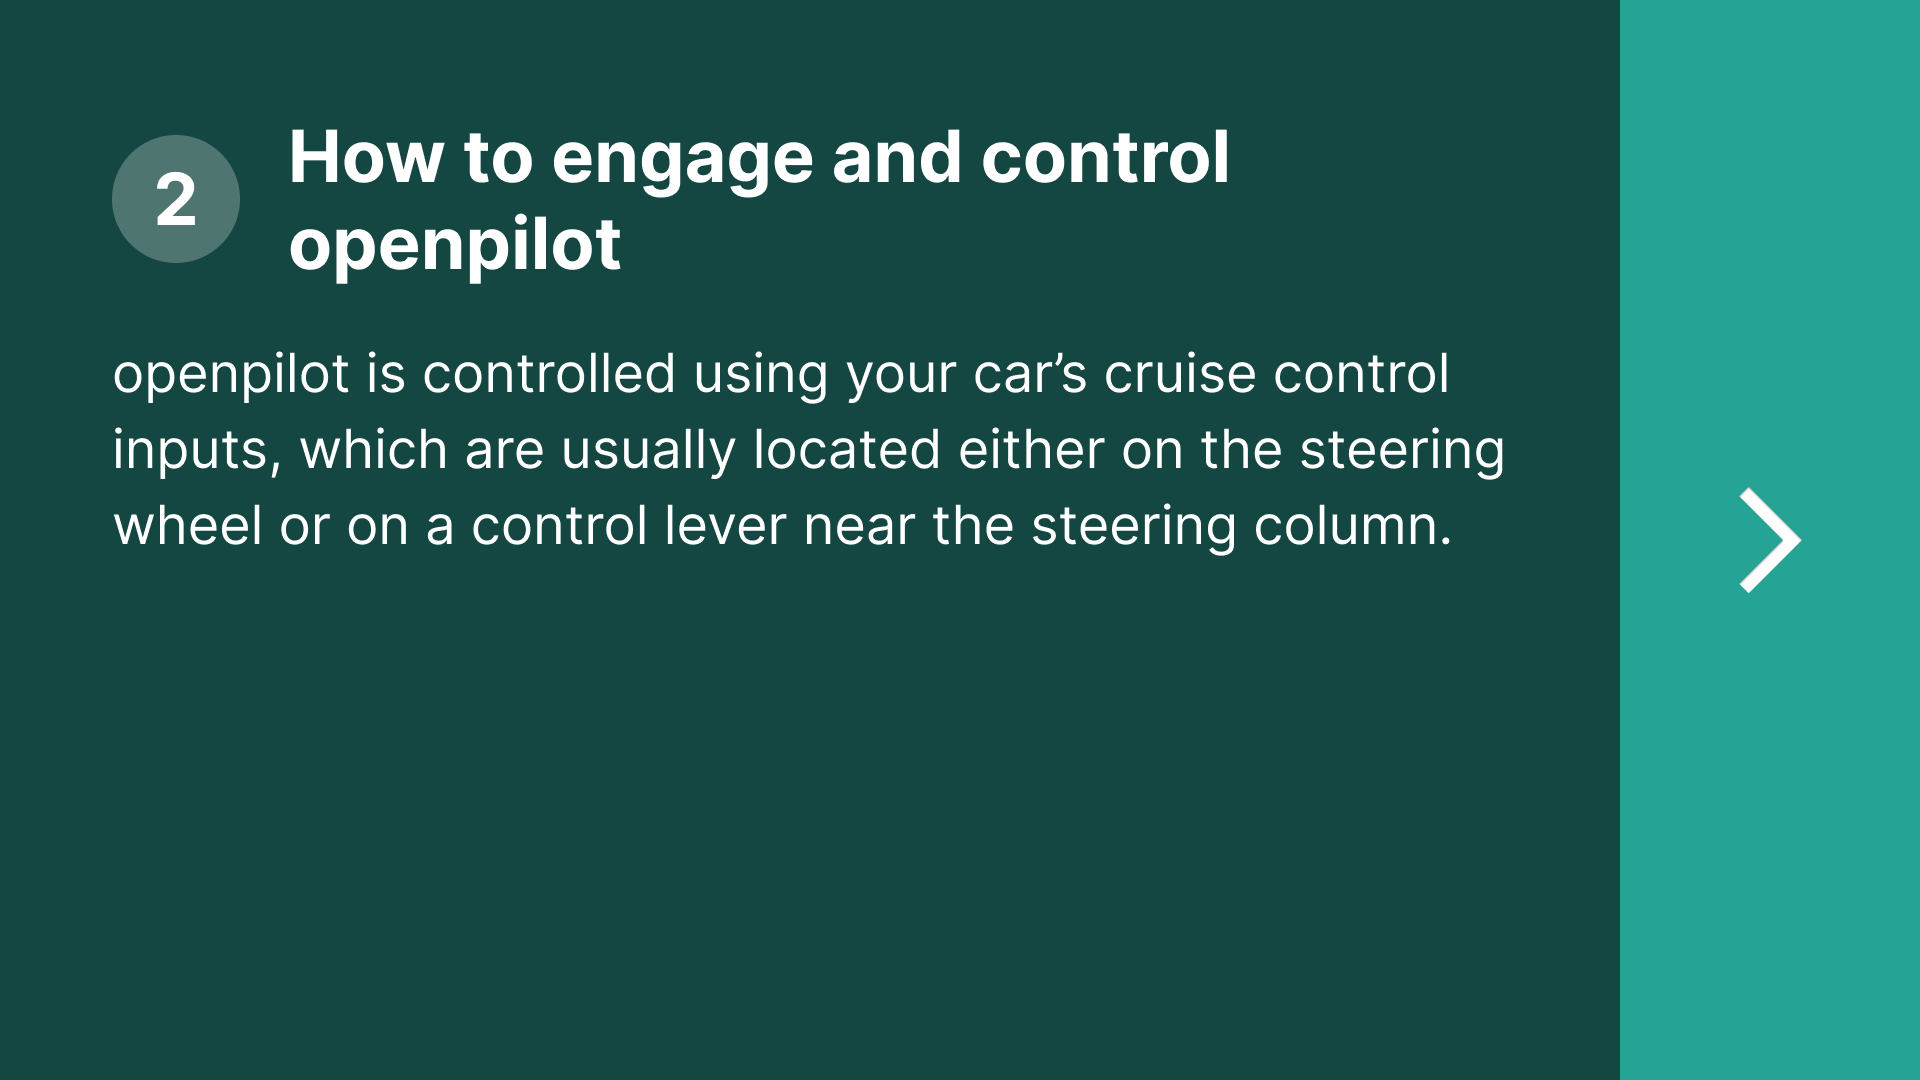 2
How to engage and control
openpilot
openpilot is controlled using your car’s cruise control
inputs, which are usually located either on the steering
wheel or on a control lever near the steering column.